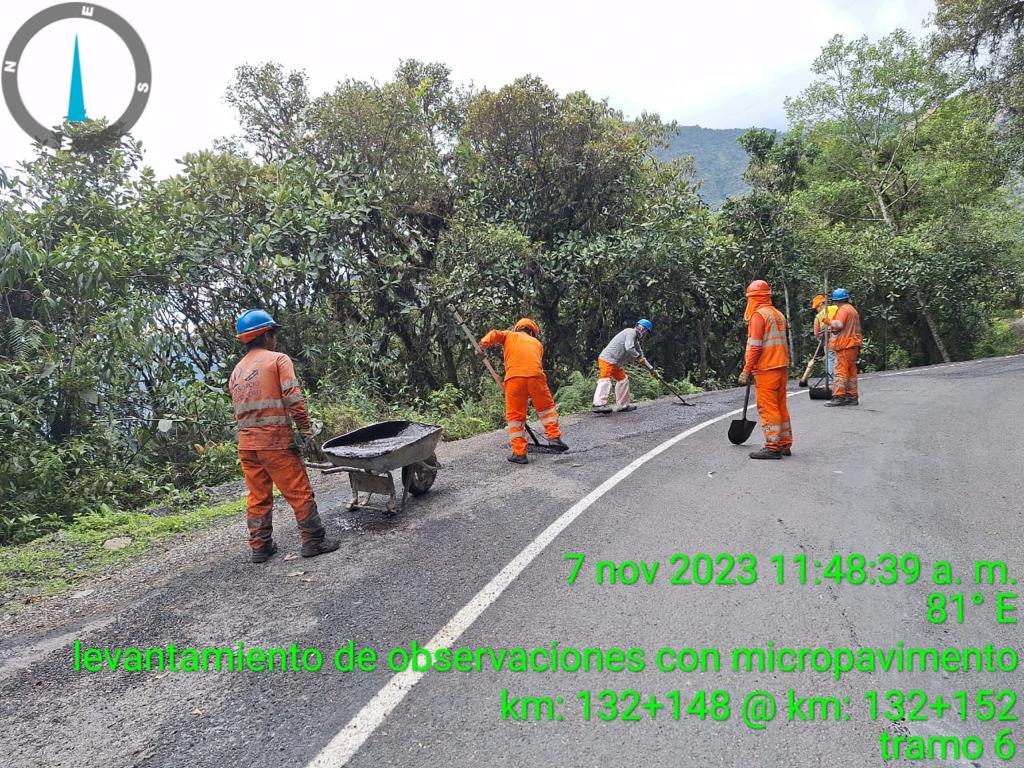 E
N
S
7 nov 2023 11:48:39 a. m.
81° E
levantamiento de observaciones con micropavimento
km: 132+148 @ km: 132+152
tramo 6